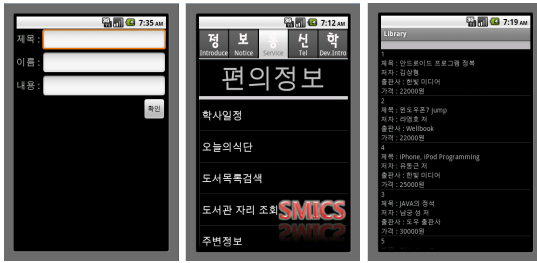 7:35 AM
제목 :
이름 :
내용 :
확인
7:12 AM
정 보 통 신 학
Introduce Notice Service Tel Dev.Intro
편의정보
학사일정
오늘의식단
도서목록검색
도서관 자리 조회
SMICS
주변정보
7:19 AM
Library
1
제목 : 안드로이드 프로그램 정복
저자 : 김상형
출판사 : 한빛 미디어
가격 : 22000원
2
제목 : 윈도우폰7 jump
저자 : 라영호 저
출판사 : Wellbook
가격 : 22000원
4
제목 : iPhone, iPod Programming
저자 : 유동근 저
출판사 : 한빛 미디어
가격 : 25000원
3
제목 : JAVA의 정석
저자 : 남궁 성 저
출판사 : 도우 출판사
가격 : 30000원
5